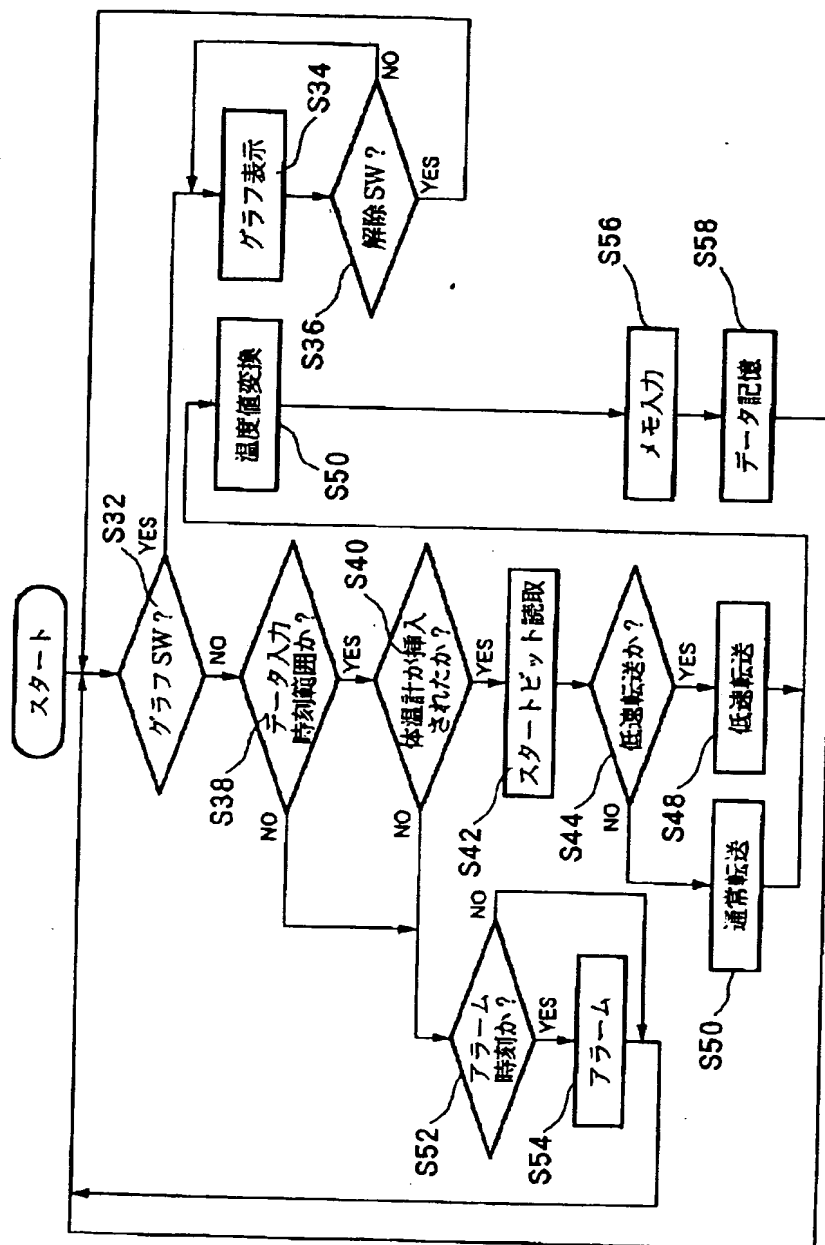 スタート
グラフSW?
S32
YES
NO
グラフ表示
S34
解除SW?
S36
NO
YES
データ入力
時刻範囲か?
S38
NO
YES
体温計が挿入
されたか?
S40
NO
YES
スタートビット読取
S42
低速転送か?
S44
NO
YES
低速転送
S48
通常転送
S50
温度値変換
S50
アラーム
時刻か?
S52
NO
YES
アラーム
S54
メモ入力
S56
データ記憶
S58